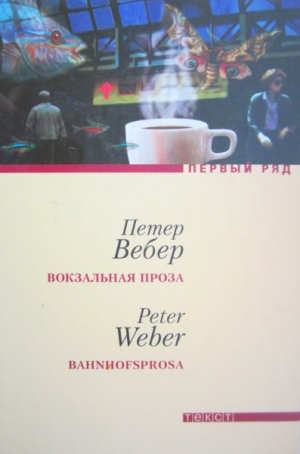 ПЕРВЫЙ РЯД
Петер
Вебер
ВОКЗАЛЬНАЯ ПРОЗА
Peter
Weber
BAHNHOFSPROSA
ТЕКСТ